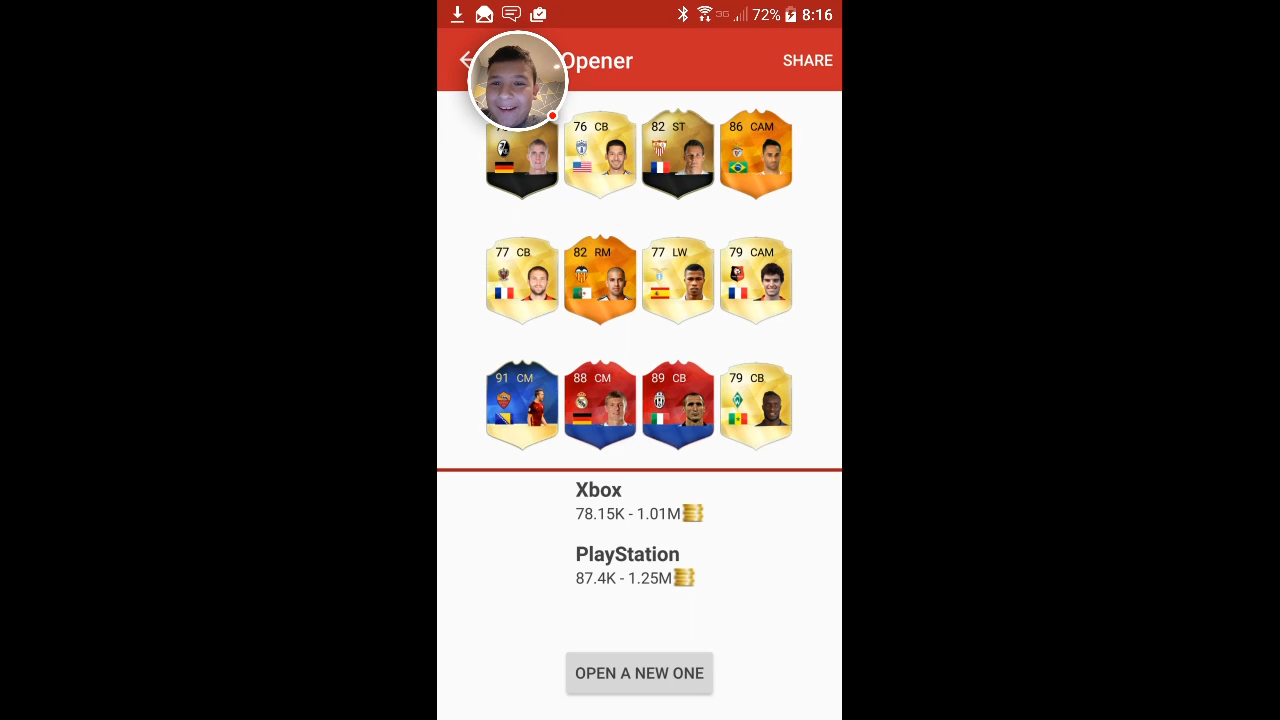 3G 72% 8:16
Opener SHARE
76 CB 82 ST 86 CAM
77 CB 82 RM 77 LW 79 CAM
91 CM 88 CM 89 CB 79 CB
Xbox
78.15K - 1.01M
PlayStation
87.4K - 1.25M
OPEN A NEW ONE